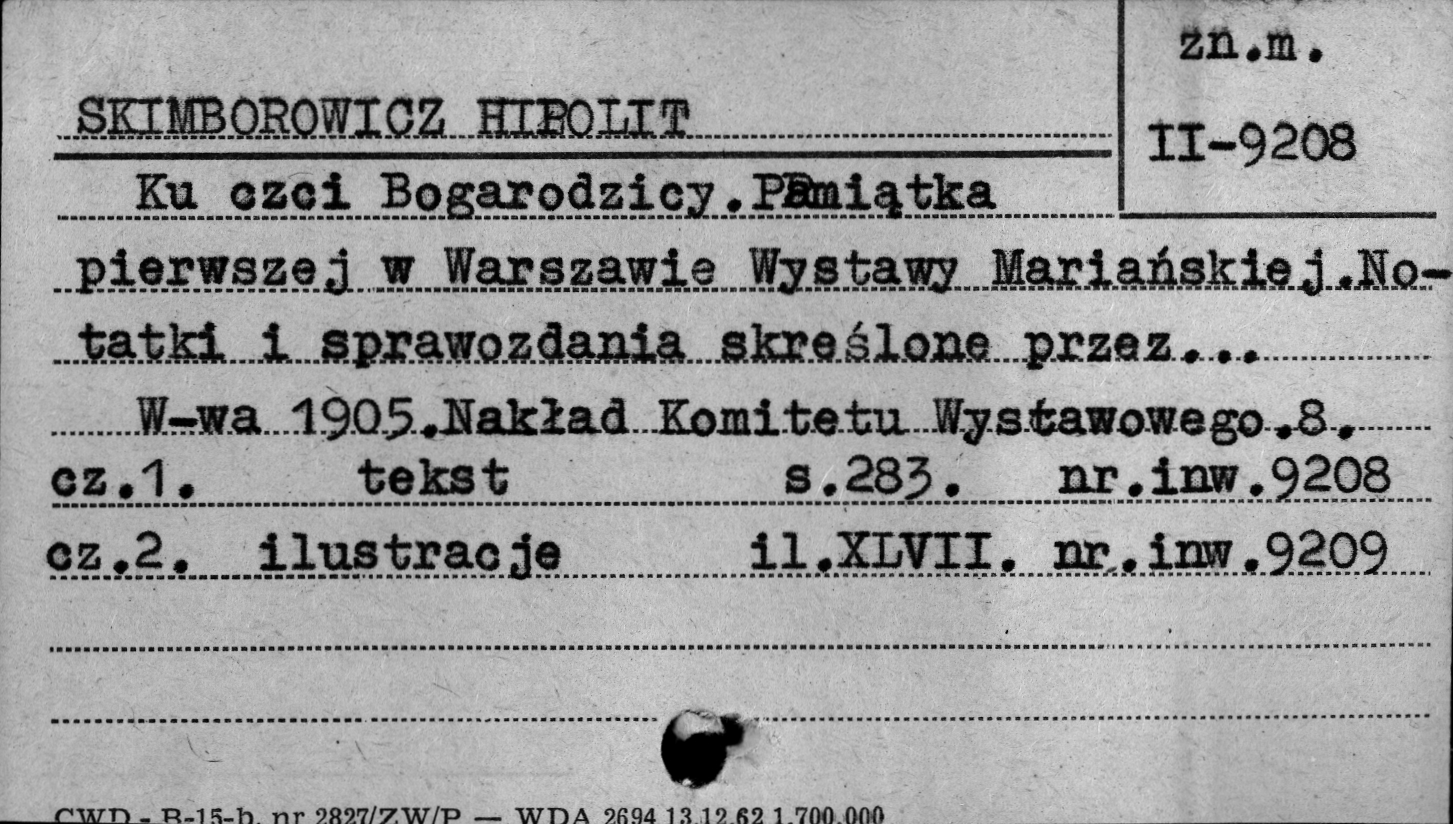 zn.m.
SKIMBOROWICZ HIPOLIT
II-9208
Ku czci Bogarodzicy.Pamiątka
pierwszej w Warszawie Wystawy Mariańskiej.No-
tatki i sprawozdania skreślone przez...
W-wa 1905.Nakład Komitetu Wystawowego.8.
cz.1. tekst s.283. nr.inw.9208
cz.2. ilustracje il.XLVII. nr.inw.9209
CWD - B-15-b. nr 2827/ZW/P — WDA 2694 13.12.62 1.700.000